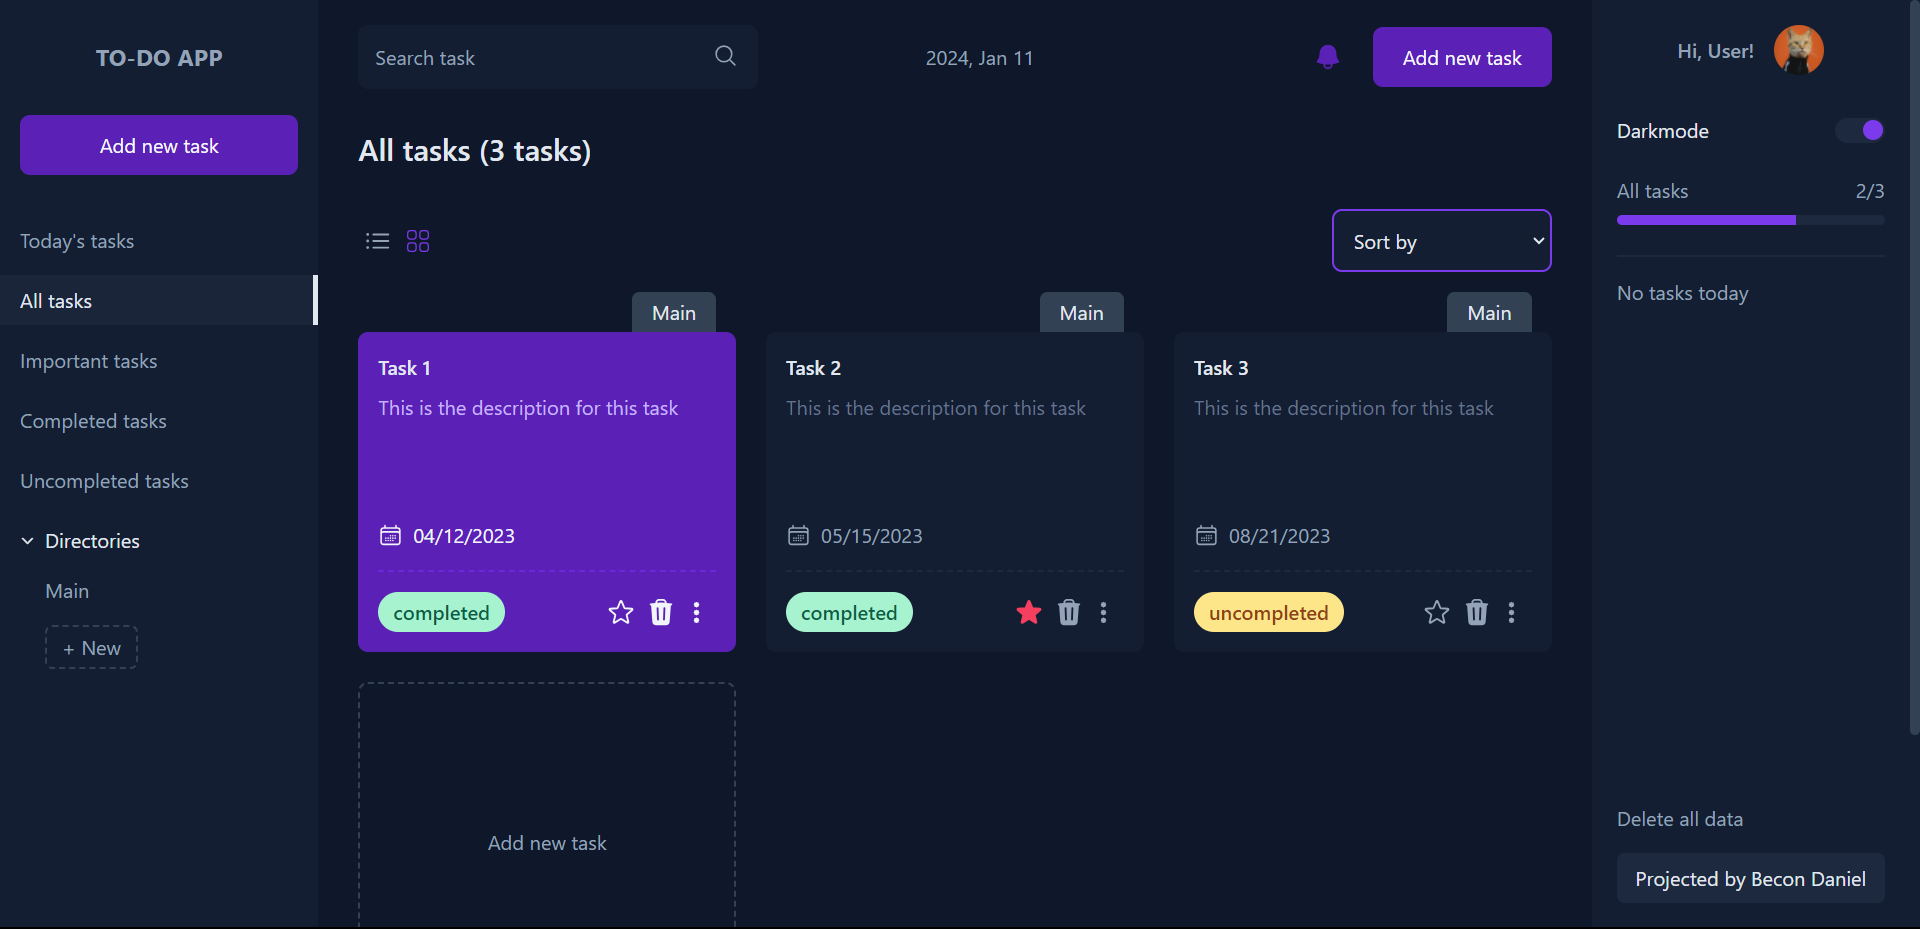 TO-DO APP
Add new task
Today's tasks
All tasks
Important tasks
Completed tasks
Uncompleted tasks
Directories
Main
+ New
Search task
2024, Jan 11
Add new task
All tasks (3 tasks)
Sort by
Main
Task 1
This is the description for this task
04/12/2023
completed
Main
Task 2
This is the description for this task
05/15/2023
completed
Main
Task 3
This is the description for this task
08/21/2023
uncompleted
Add new task
Hi, User!
Darkmode
All tasks 2/3
No tasks today
Delete all data
Projected by Becon Daniel